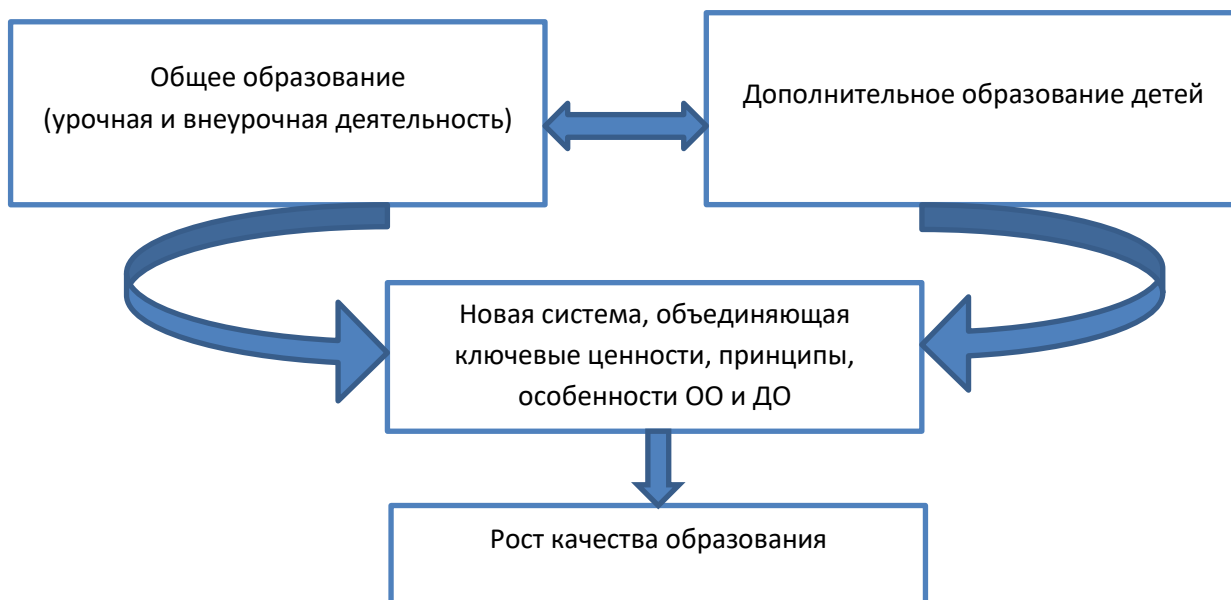 Общее образование
(урочная и внеурочная деятельность)
Дополнительное образование детей
Новая система, объединяющая
ключевые ценности, принципы,
особенности ОО и ДО
Рост качества образования